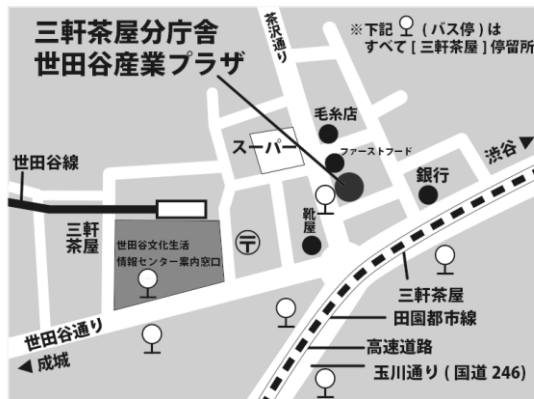 三軒茶屋分庁舎
世田谷産業プラザ
茶沢通り
※下記 (バス停) は
すべて [ 三軒茶屋 ] 停留所
毛糸店
ファーストフード
スーパー
渋谷
世田谷線
銀行
三軒
茶屋
世田谷文化生活
情報センター案内窓口
〒
靴屋
世田谷通り
成城
三軒茶屋
田園都市線
高速道路
玉川通り ( 国道 246)